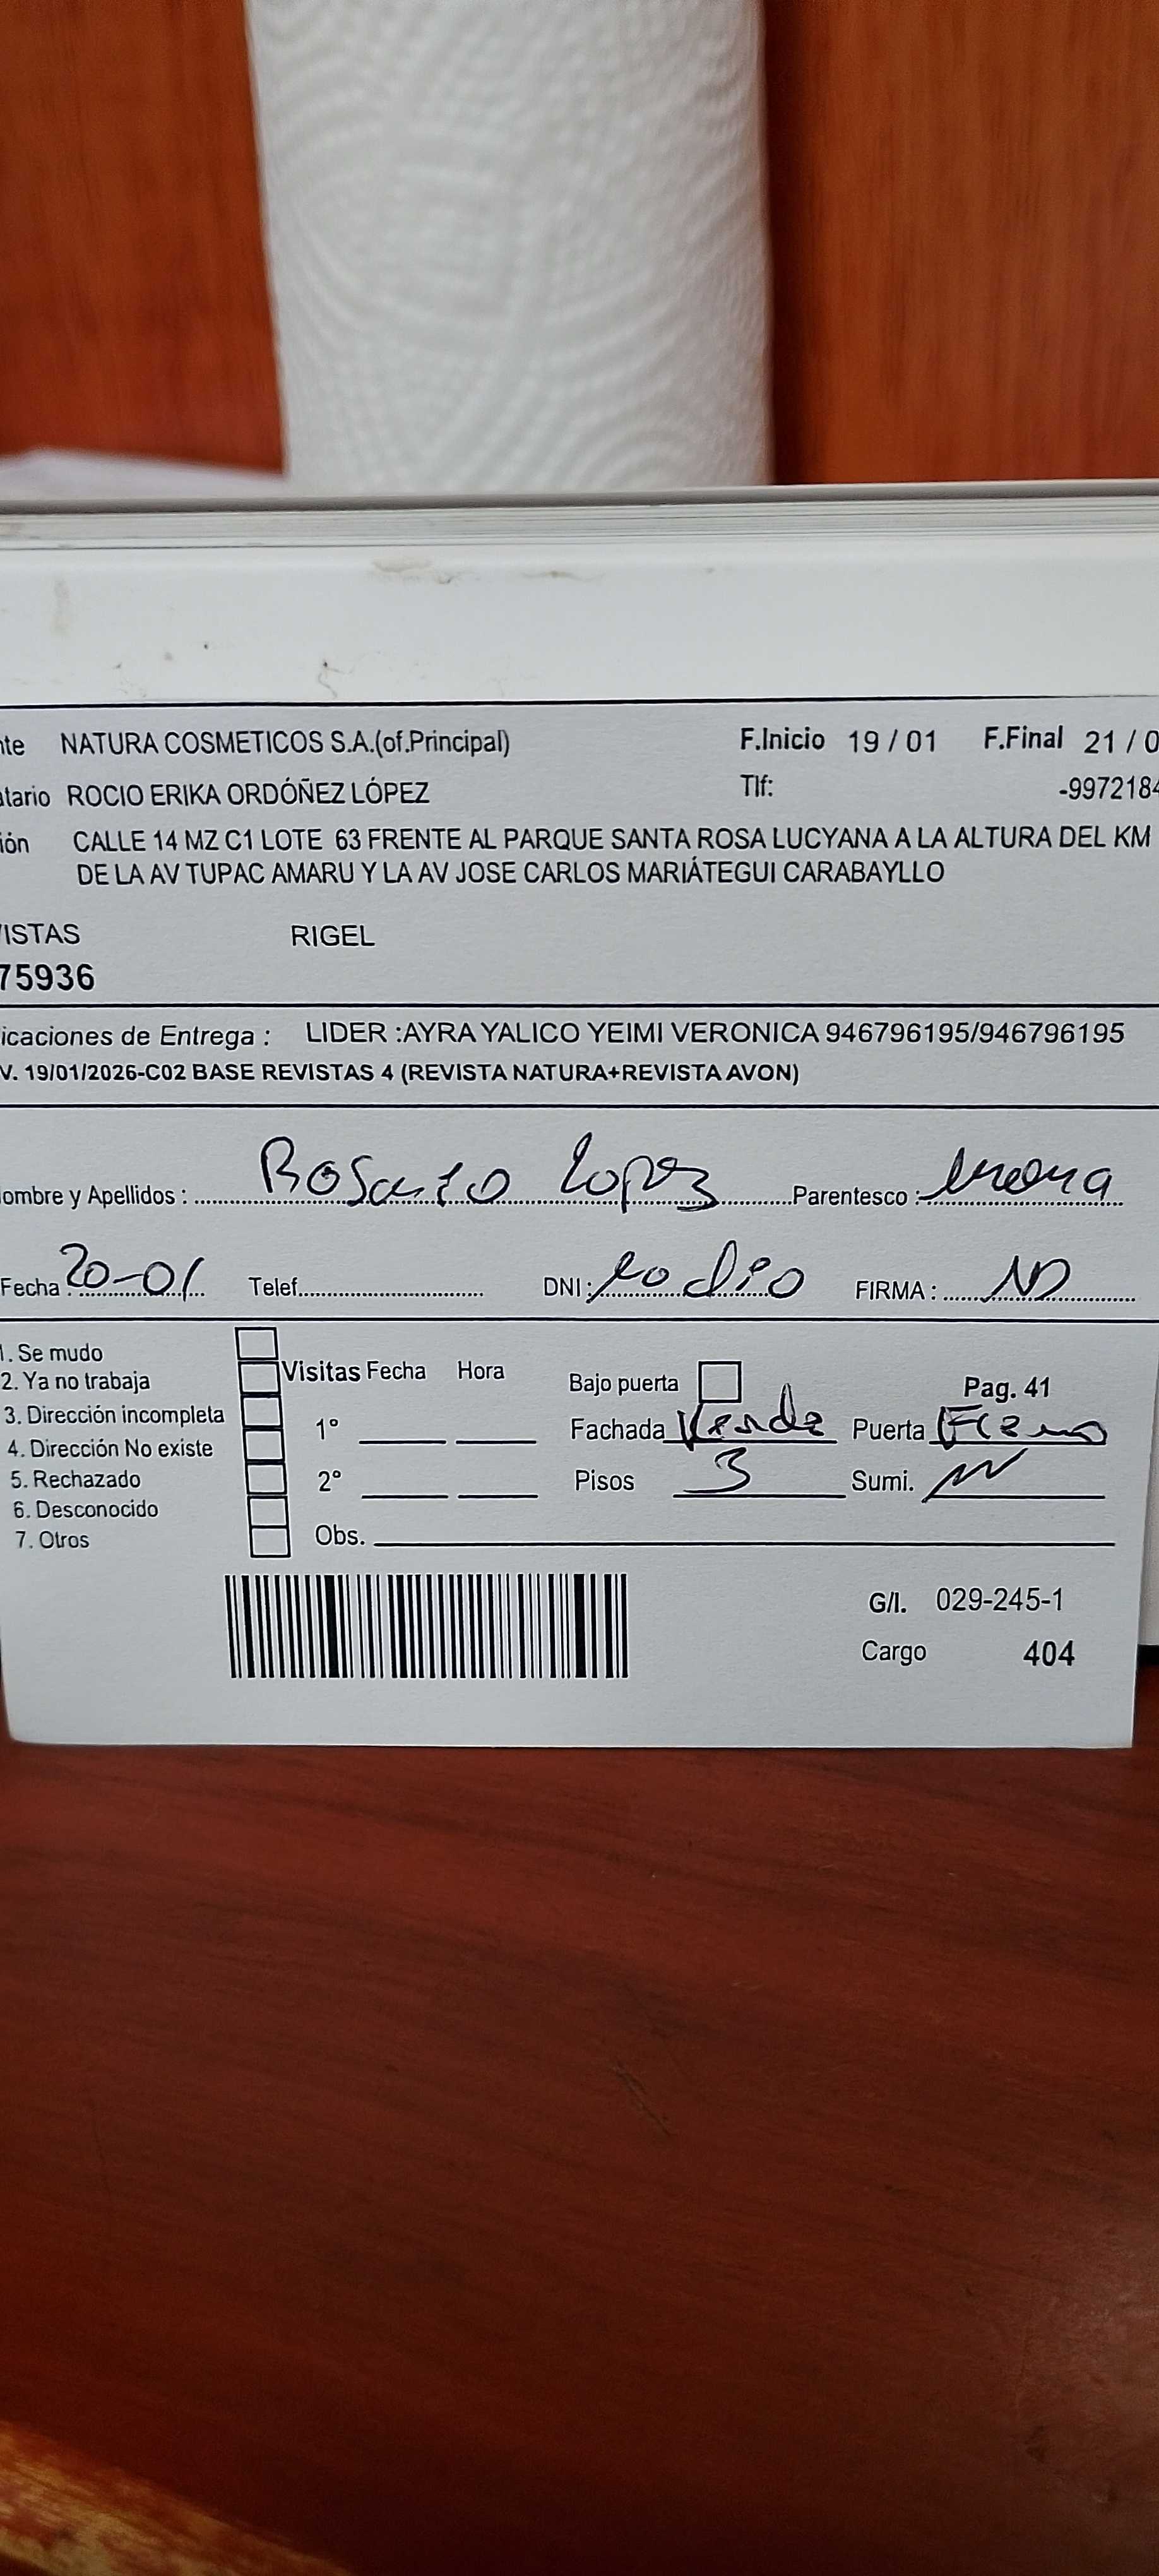 nte NATURA COSMETICOS S.A.(of.Principal) F.Inicio 19 / 01 F.Final 21 / 0
atario ROCIO ERIKA ORDÓÑEZ LÓPEZ Tlf: -9972184
ión CALLE 14 MZ C1 LOTE 63 FRENTE AL PARQUE SANTA ROSA LUCYANA A LA ALTURA DEL KM
DE LA AV TUPAC AMARU Y LA AV JOSE CARLOS MARIÁTEGUI CARABAYLLO
VISTAS RIGEL
75936
icaciones de Entrega : LIDER :AYRA YALICO YEIMI VERONICA 946796195/946796195
V. 19/01/2026-C02 BASE REVISTAS 4 (REVISTA NATURA+REVISTA AVON)
ombre y Apellidos : Rosario Lopez Parentesco :
Fecha : 20-01 Telef. DNI : no dio FIRMA :
1. Se mudo
2. Ya no trabaja
3. Dirección incompleta
4. Dirección No existe
5. Rechazado
6. Desconocido
7. Otros
Visitas Fecha Hora
1°
2°
Obs.
Bajo puerta Pag. 41
Fachada Verde Puerta Fierro
Pisos 3 Sumi.
G/I. 029-245-1
Cargo 404